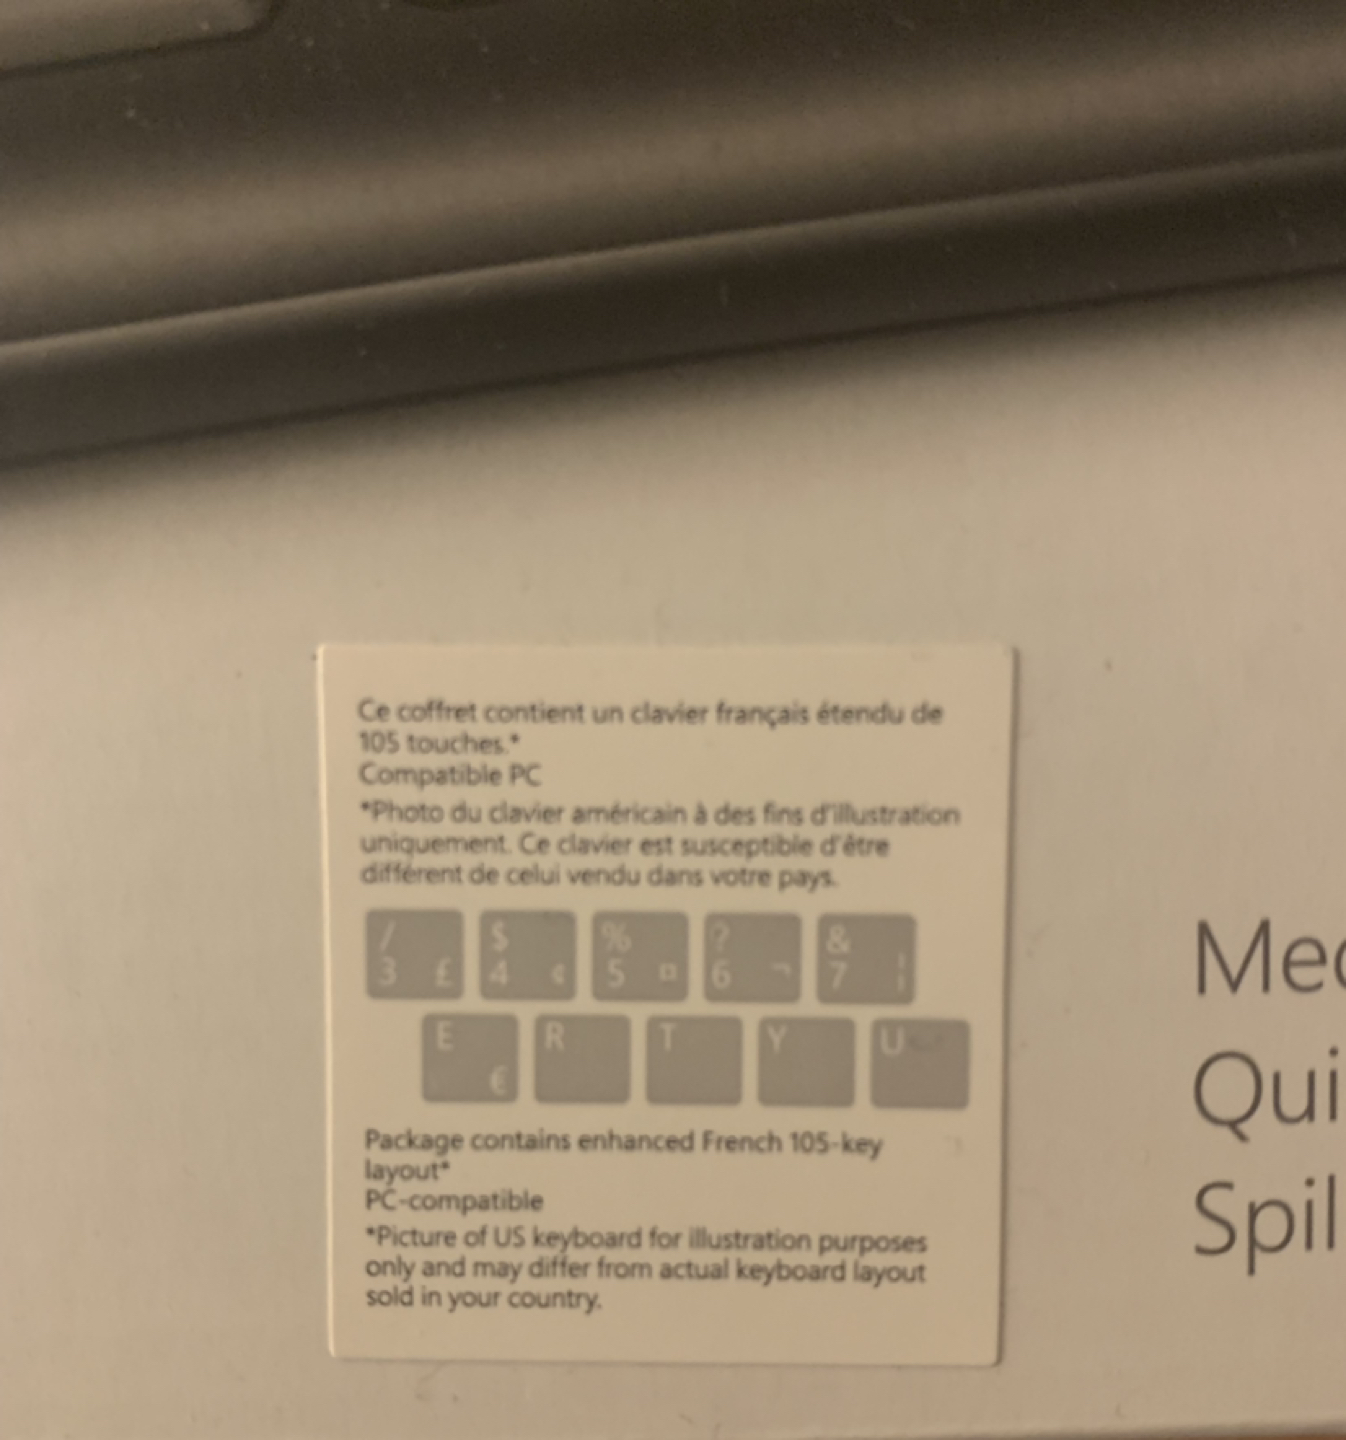 Ce coffret contient un clavier français étendu de
105 touches.*
Compatible PC
*Photo du clavier américain à des fins d'illustration
uniquement. Ce clavier est susceptible d'être
différent de celui vendu dans votre pays.
/ $ % ? &
3 £ 4 ¢ 5 ¤ 6 ¬ 7 ¦
E R T Y U
€
Package contains enhanced French 105-key
layout*
PC-compatible
*Picture of US keyboard for illustration purposes
only and may differ from actual keyboard layout
sold in your country.
Med
Qui
Spil